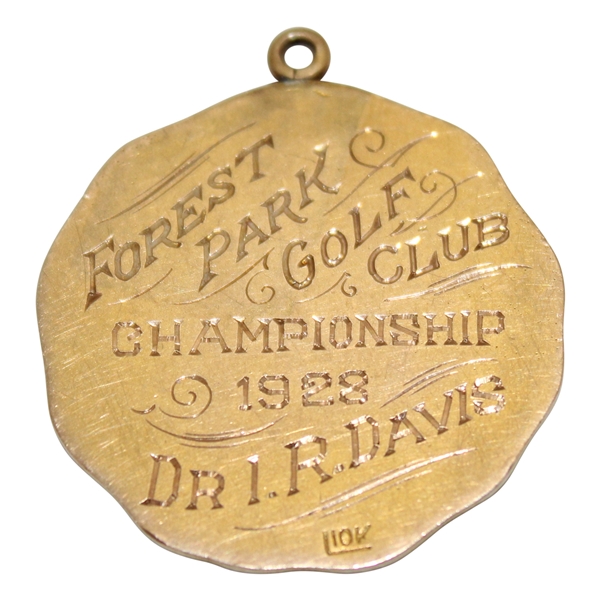 FOREST
PARK
GOLF
CLUB
CHAMPIONSHIP
1928
DR I. R. DAVIS
10K